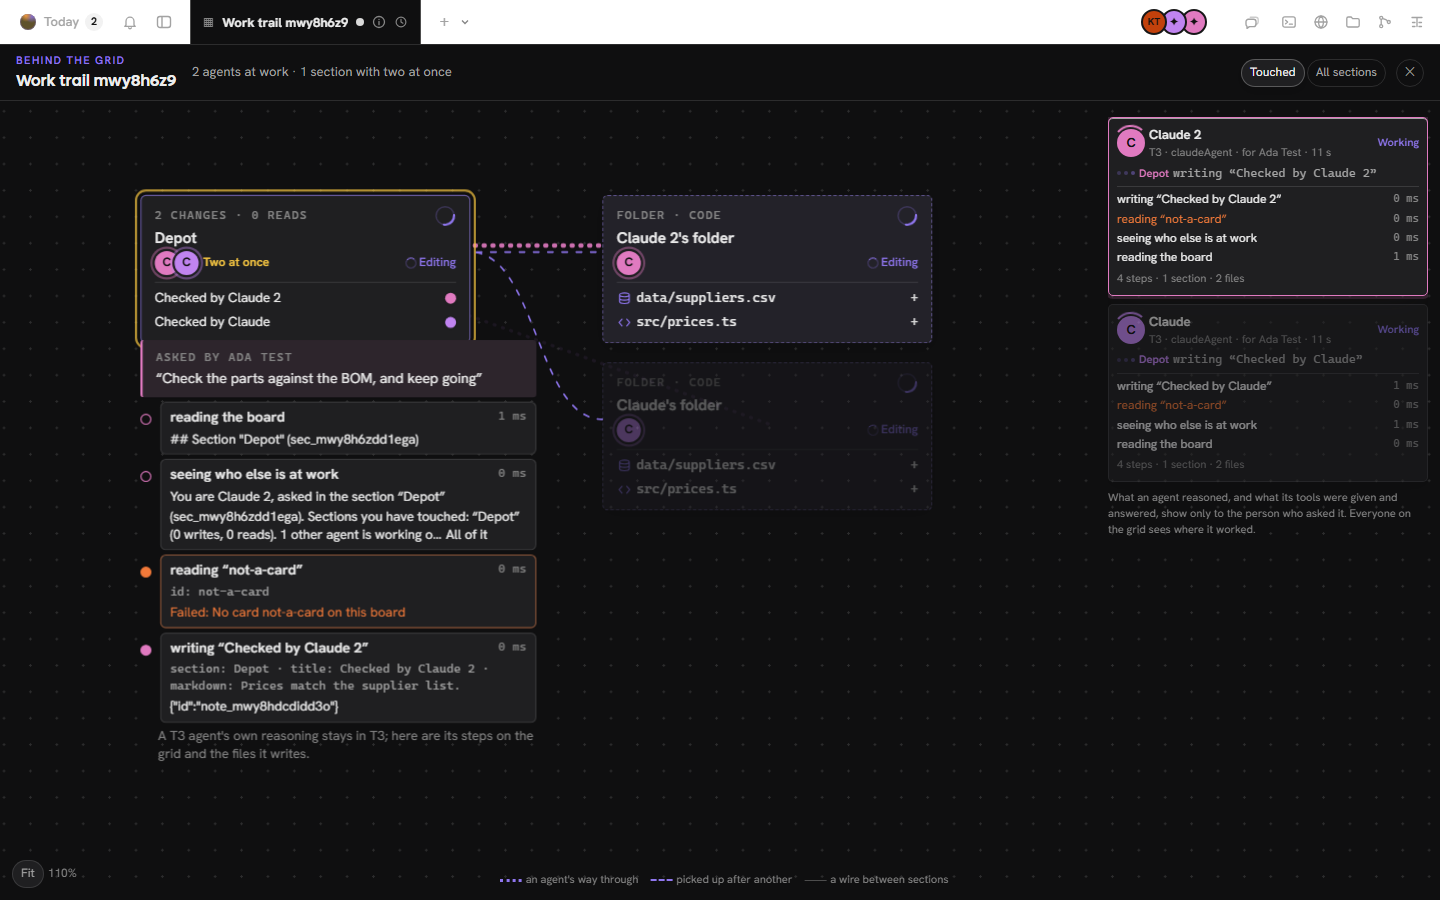 Today 2
Work trail mwy8h6z9
KT
BEHIND THE GRID
Work trail mwy8h6z9
2 agents at work · 1 section with two at once
Touched
All sections
2 CHANGES · 0 READS
Depot
C C Two at once
Editing
Checked by Claude 2
Checked by Claude
ASKED BY ADA TEST
“Check the parts against the BOM, and keep going”
reading the board 1 ms
## Section "Depot" (sec_mwy8h6zdd1ega)
seeing who else is at work 0 ms
You are Claude 2, asked in the section “Depot”
(sec_mwy8h6zdd1ega). Sections you have touched: “Depot”
(0 writes, 0 reads). 1 other agent is working o... All of it
reading “not-a-card” 0 ms
id: not-a-card
Failed: No card not-a-card on this board
writing “Checked by Claude 2” 0 ms
section: Depot · title: Checked by Claude 2 ·
markdown: Prices match the supplier list.
{"id":"note_mwy8hdcdidd3o"}
A T3 agent's own reasoning stays in T3; here are its steps on the
grid and the files it writes.
FOLDER · CODE
Claude 2's folder
C
Editing
data/suppliers.csv +
src/prices.ts +
FOLDER · CODE
Claude's folder
C
Editing
data/suppliers.csv +
src/prices.ts +
C
Claude 2
T3 · claudeAgent · for Ada Test · 11 s
Working
Depot writing “Checked by Claude 2”
writing “Checked by Claude 2” 0 ms
reading “not-a-card” 0 ms
seeing who else is at work 0 ms
reading the board 1 ms
4 steps · 1 section · 2 files
C
Claude
T3 · claudeAgent · for Ada Test · 11 s
Working
Depot writing “Checked by Claude”
writing “Checked by Claude” 1 ms
reading “not-a-card” 0 ms
seeing who else is at work 1 ms
reading the board 0 ms
4 steps · 1 section · 2 files
What an agent reasoned, and what its tools were given and
answered, show only to the person who asked it. Everyone on
the grid sees where it worked.
Fit 110%
an agent's way through
picked up after another
a wire between sections